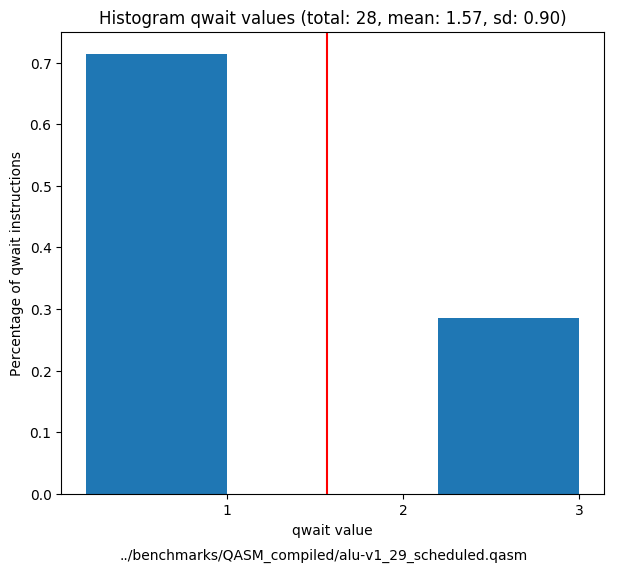 Histogram qwait values (total: 28, mean: 1.57, sd: 0.90)
Percentage of qwait instructions
0.7
0.6
0.5
0.4
0.3
0.2
0.1
0.0
1 2 3
qwait value
../benchmarks/QASM_compiled/alu-v1_29_scheduled.qasm